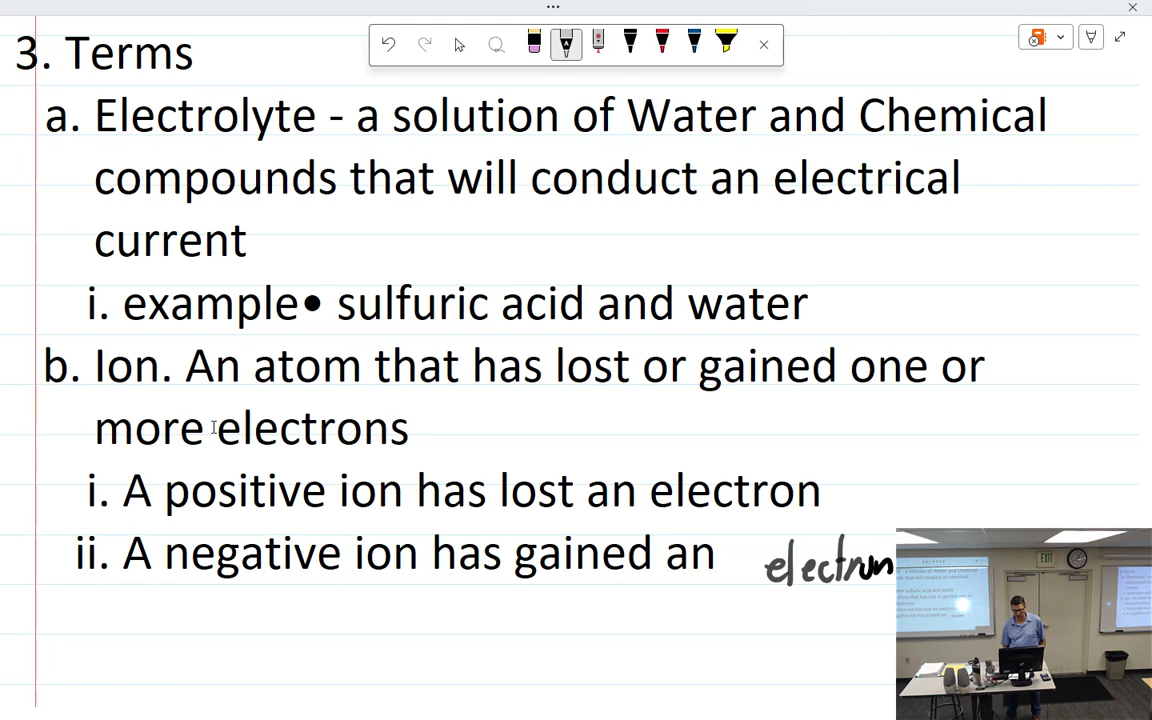 3. Terms
a. Electrolyte - a solution of Water and Chemical
compounds that will conduct an electrical
current
i. example• sulfuric acid and water
b. Ion. An atom that has lost or gained one or
more electrons
i. A positive ion has lost an electron
ii. A negative ion has gained an electron
EXIT